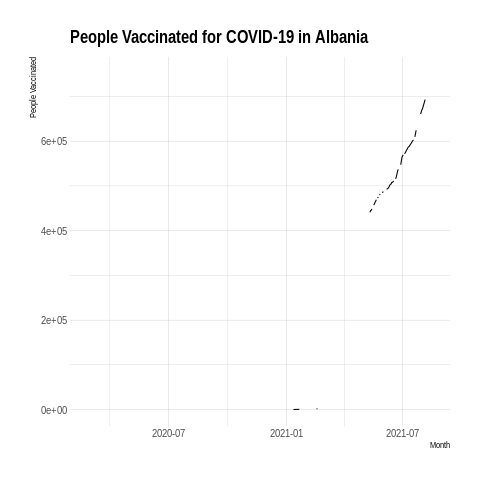 People Vaccinated for COVID-19 in Albania
People Vaccinated
6e+05
4e+05
2e+05
0e+00
2020-07
2021-01
2021-07
Month